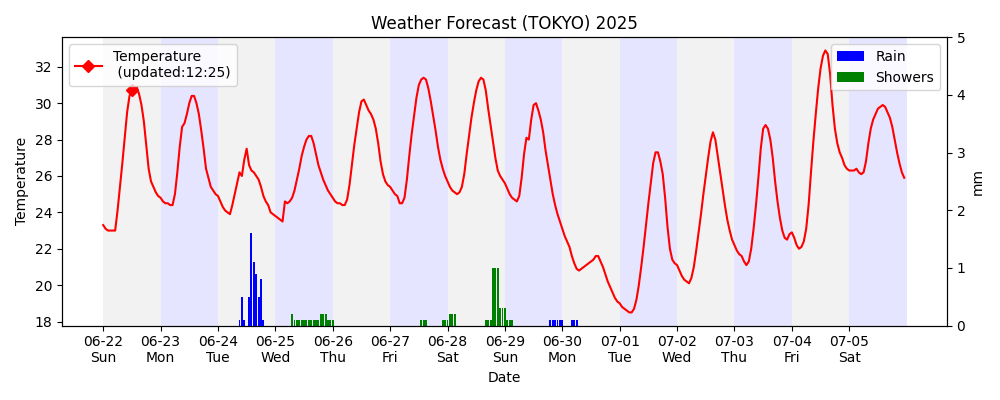 Weather Forecast (TOKYO) 2025
Temperature
(updated:12:25)
Rain
Showers
Temperature
32
30
28
26
24
22
20
18
5
4
3
2
1
0
mm
06-22 06-23 06-24 06-25 06-26 06-27 06-28 06-29 06-30 07-01 07-02 07-03 07-04 07-05
Sun Mon Tue Wed Thu Fri Sat Sun Mon Tue Wed Thu Fri Sat
Date